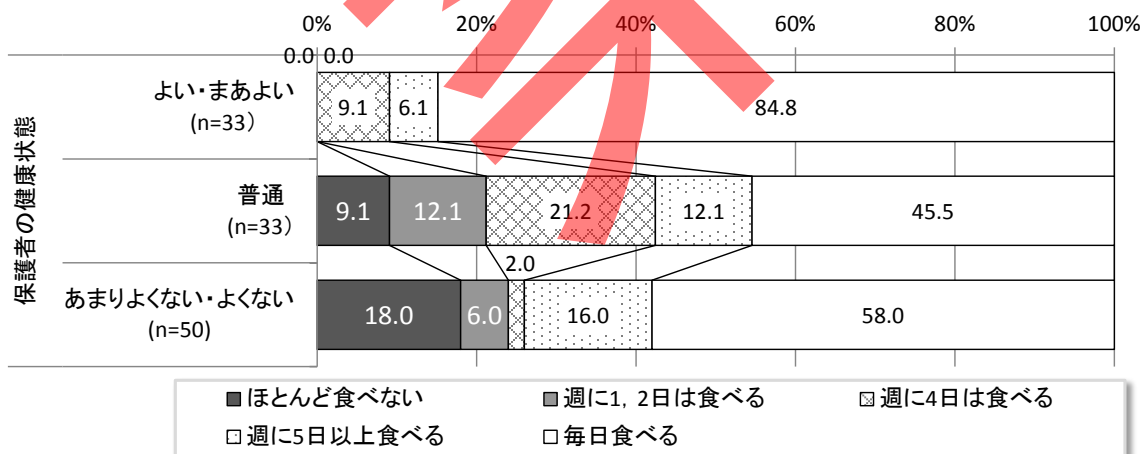 0% 20% 40% 60% 80% 100%
0.0 0.0
保護者の健康状態
よい・まあよい
(n=33)
9.1 6.1 84.8
普通
(n=33)
9.1 12.1 21.2 12.1 45.5
2.0
あまりよくない・よくない
(n=50)
18.0 6.0 16.0 58.0
ほとんど食べない 週に1，2日は食べる 週に4日は食べる
週に5日以上食べる 毎日食べる